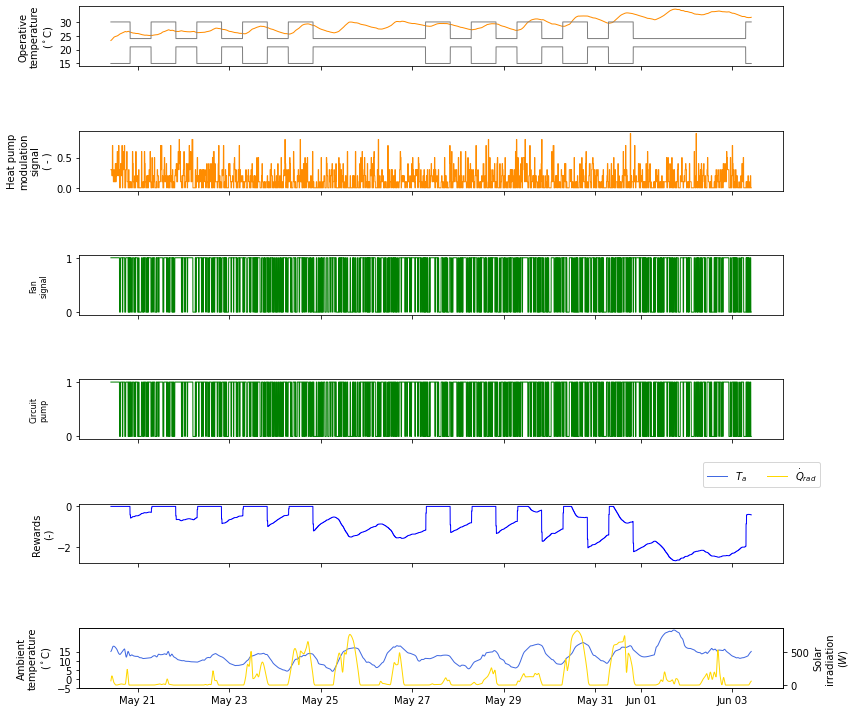 Operative
temperature
(°C)
30
25
20
15
Heat pump
modulation
signal
( - )
0.5
0.0
Fan
signal
1
0
Circuit
pump
1
0
T_a
Q̇_rad
Rewards
(-)
0
−2
Ambient
temperature
(°C)
15
10
5
0
−5
500
0
Solar
irradiation
(W)
May 21
May 23
May 25
May 27
May 29
May 31
Jun 01
Jun 03